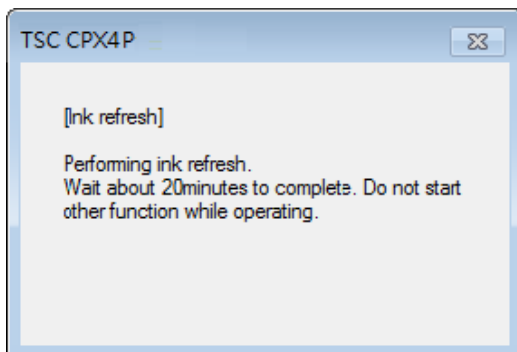 TSC CPX4P
[Ink refresh]
Performing ink refresh.
Wait about 20minutes to complete. Do not start
other function while operating.